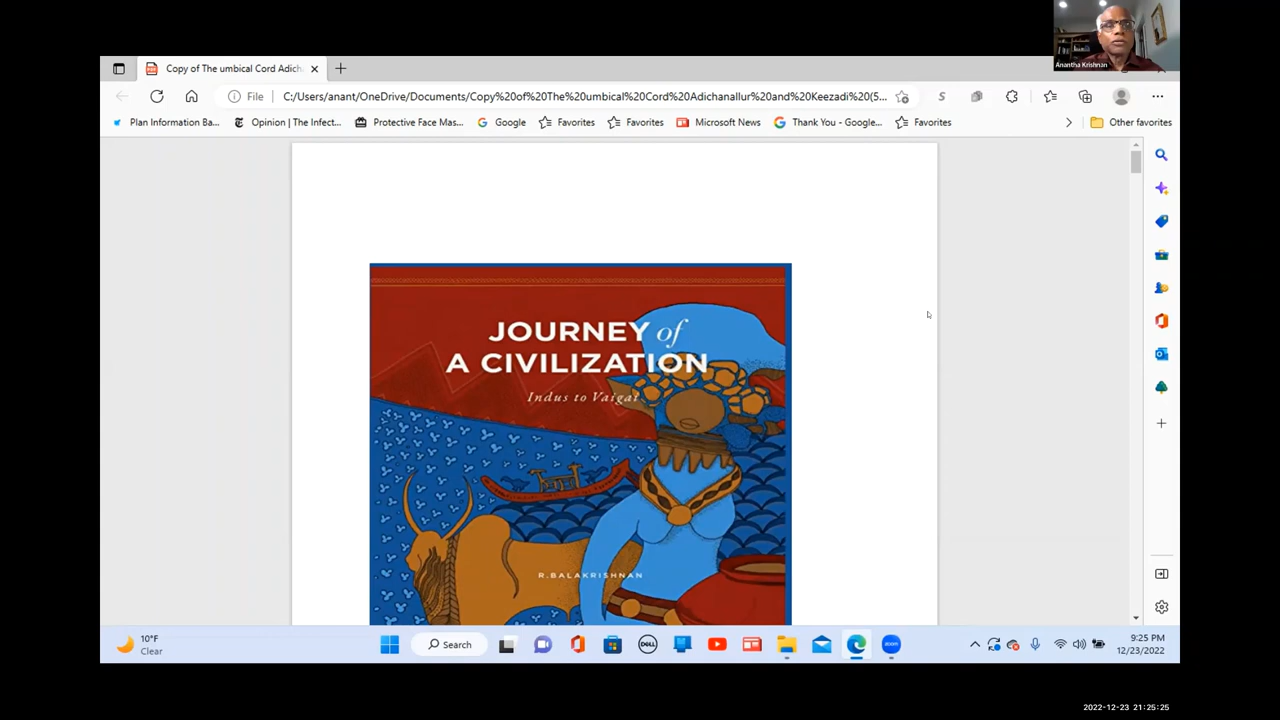 Anantha Krishnan
Copy of The umbical Cord Adich
File
C:/Users/anant/OneDrive/Documents/Copy%20of%20The%20umbical%20Cord%20Adichanallur%20and%20Keezadi%20(5...
Plan Information Ba...
Opinion | The Infect...
Protective Face Mas...
Google
Favorites
Favorites
Microsoft News
Thank You - Google...
Favorites
Other favorites
JOURNEY of
A CIVILIZATION
Indus to Vaigai
R.BALAKRISHNAN
10°F
Clear
Search
DELL
zoom
9:25 PM
12/23/2022
2022-12-23 21:25:25